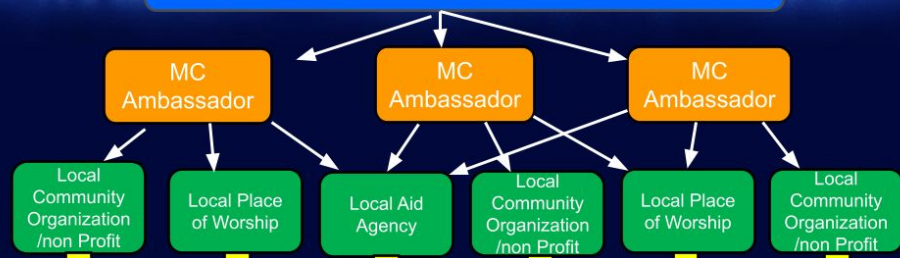 MC
Ambassador
MC
Ambassador
MC
Ambassador
Local
Community
Organization
/non Profit
Local Place
of Worship
Local Aid
Agency
Local
Community
Organization
/non Profit
Local Place
of Worship
Local
Community
Organization
/non Profit